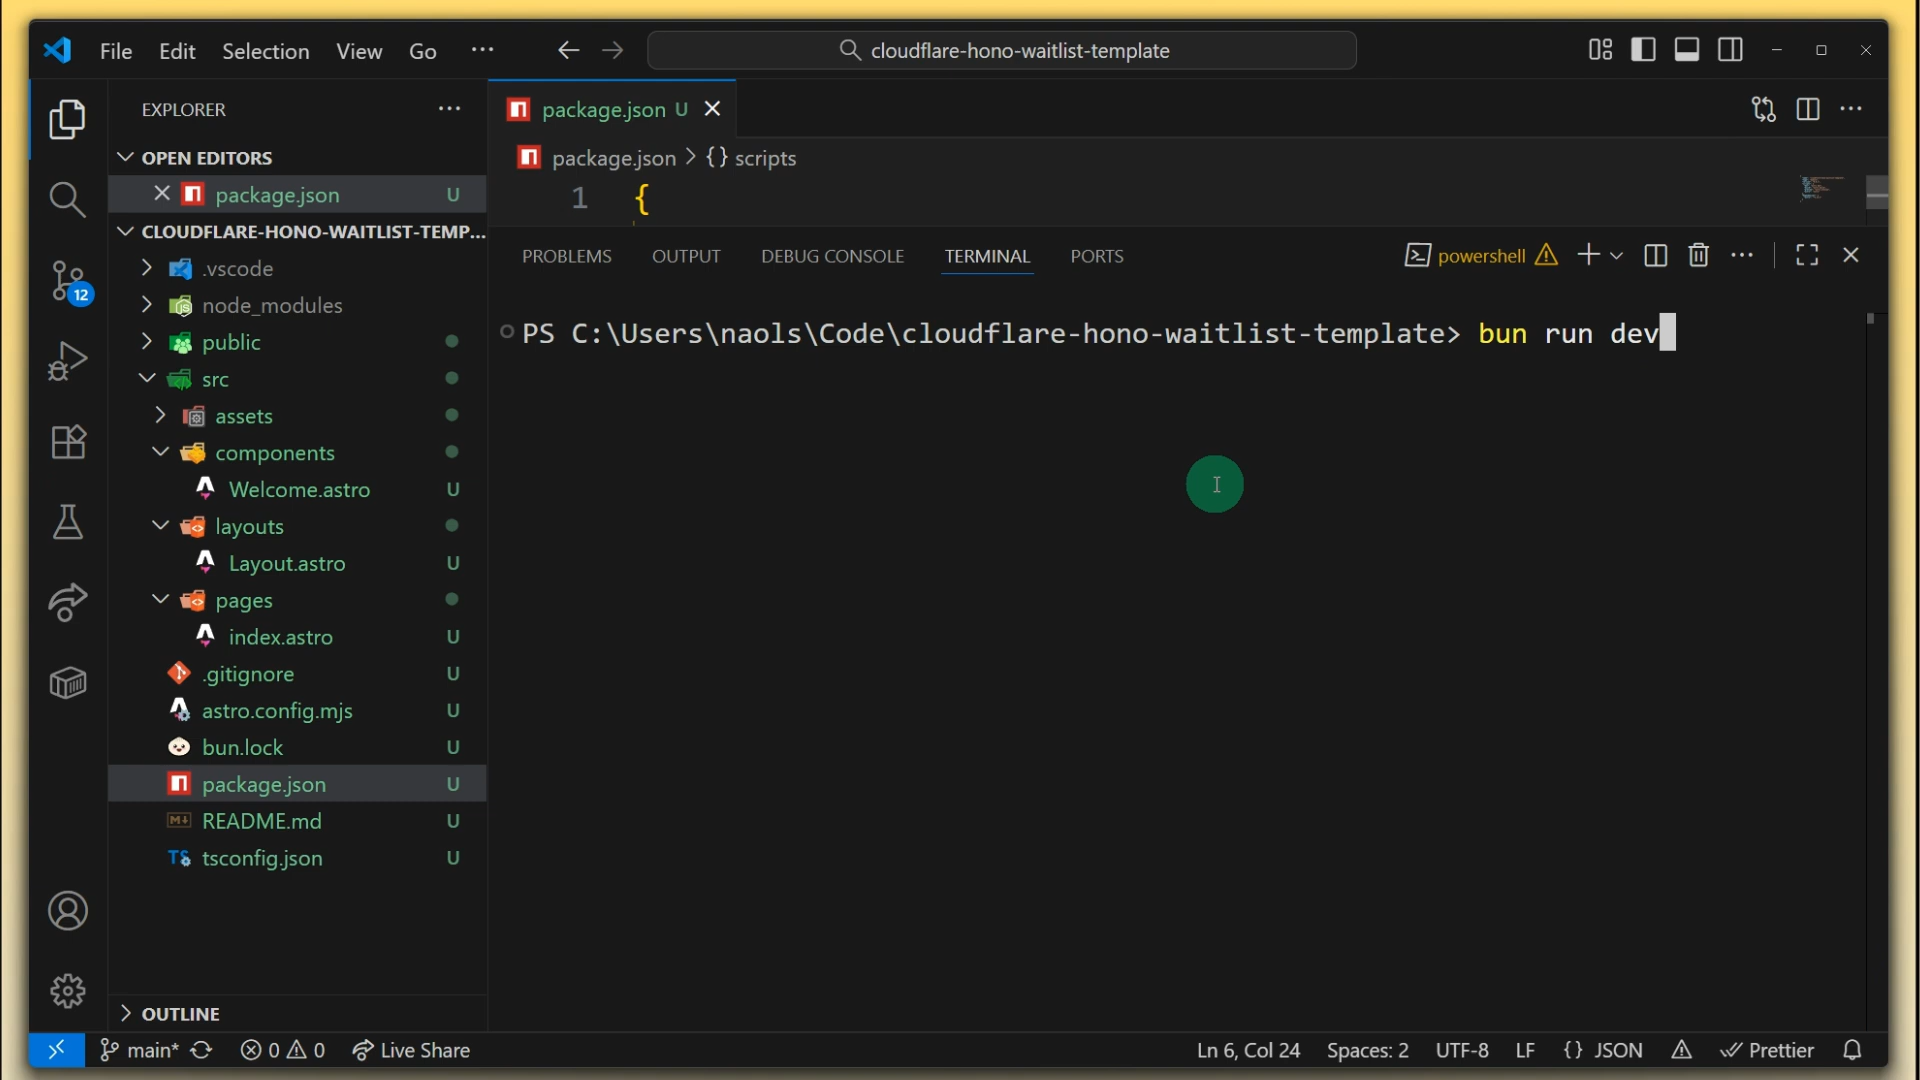 File Edit Selection View Go ··· cloudflare-hono-waitlist-template
EXPLORER ···
OPEN EDITORS
package.json U
CLOUDFLARE-HONO-WAITLIST-TEMP...
.vscode
node_modules
public
src
assets
components
Welcome.astro U
layouts
Layout.astro U
pages
index.astro U
.gitignore U
astro.config.mjs U
bun.lock U
package.json U
README.md U
tsconfig.json U
OUTLINE
12
package.json U
package.json > {} scripts
1 {
PROBLEMS OUTPUT DEBUG CONSOLE TERMINAL PORTS powershell
PS C:\Users\naols\Code\cloudflare-hono-waitlist-template> bun run dev
main* 0 0 Live Share Ln 6, Col 24 Spaces: 2 UTF-8 LF {} JSON Prettier